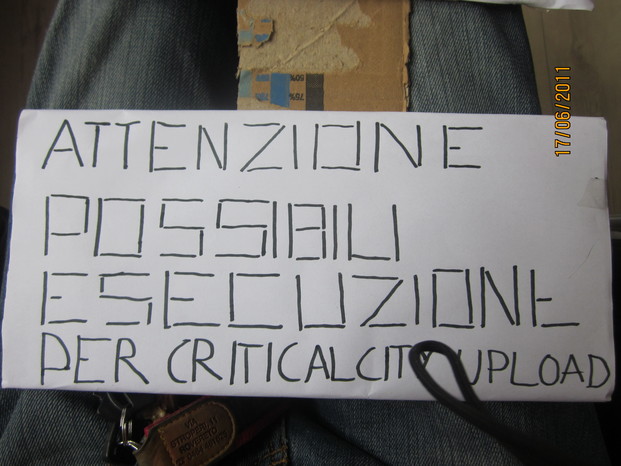 ATTENZIONE
POSSIBILI
ESECUZIONE
PER CRITICALCITY UPLOAD
17/06/2011